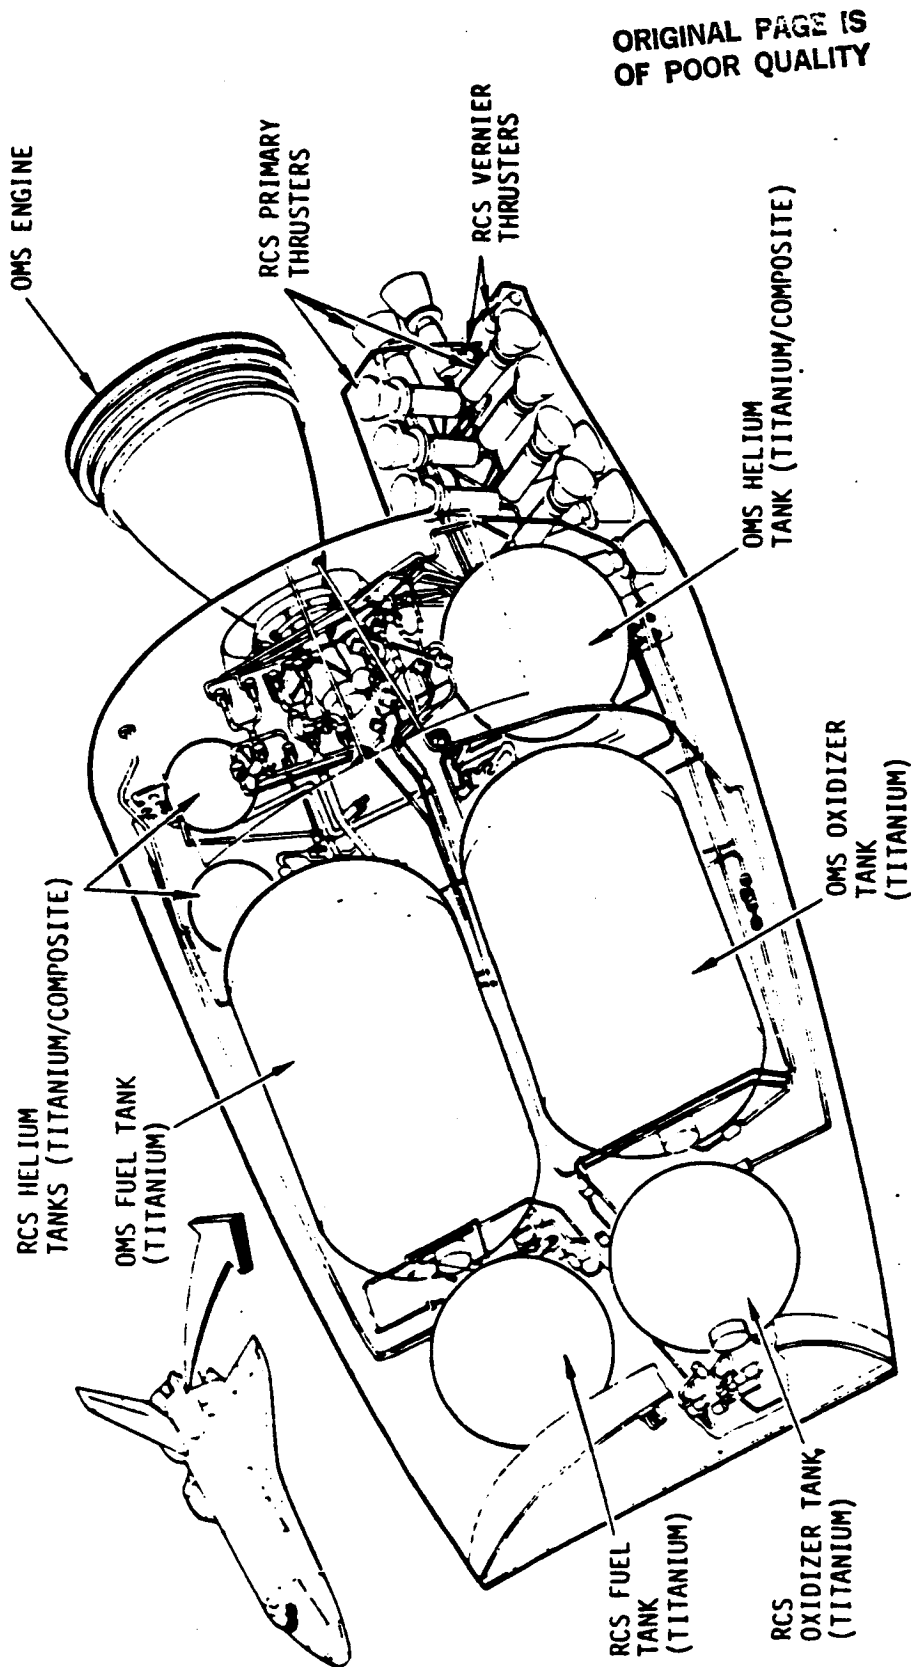 ORIGINAL PAGE IS
OF POOR QUALITY
OMS ENGINE
RCS PRIMARY
THRUSTERS
RCS VERNIER
THRUSTERS
OMS HELIUM
TANK (TITANIUM/COMPOSITE)
OMS OXIDIZER
TANK
(TITANIUM)
RCS HELIUM
TANKS (TITANIUM/COMPOSITE)
OMS FUEL TANK
(TITANIUM)
RCS FUEL
TANK
(TITANIUM)
RCS
OXIDIZER TANK
(TITANIUM)